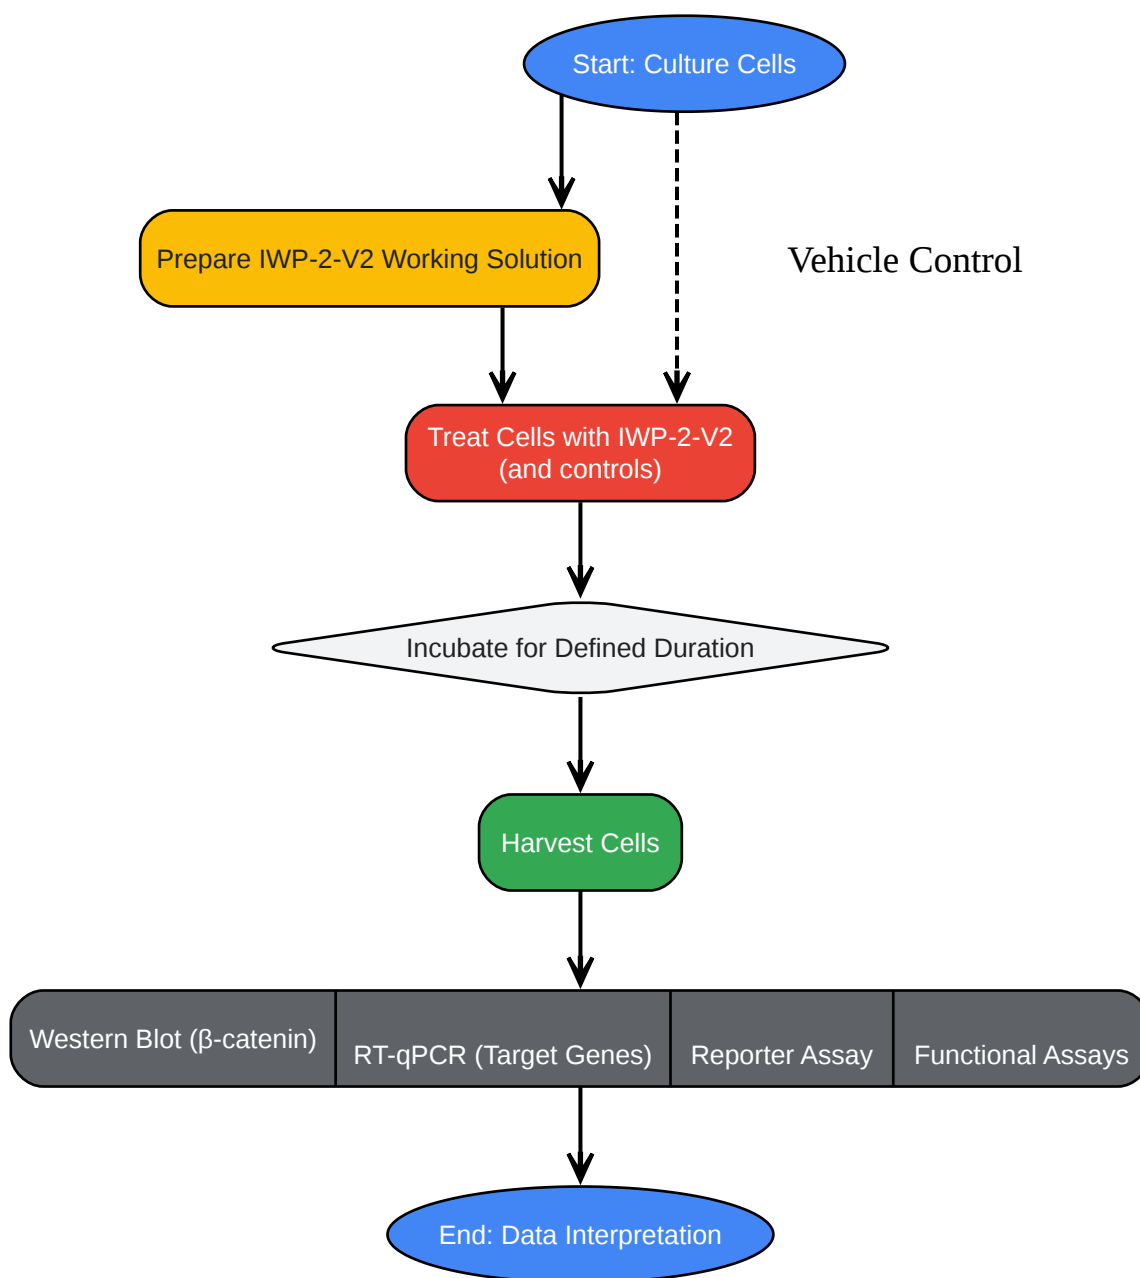 Start: Culture Cells
Prepare IWP-2-V2 Working Solution
Vehicle Control
Treat Cells with IWP-2-V2
(and controls)
Incubate for Defined Duration
Harvest Cells
Western Blot (β-catenin)
RT-qPCR (Target Genes)
Reporter Assay
Functional Assays
End: Data Interpretation